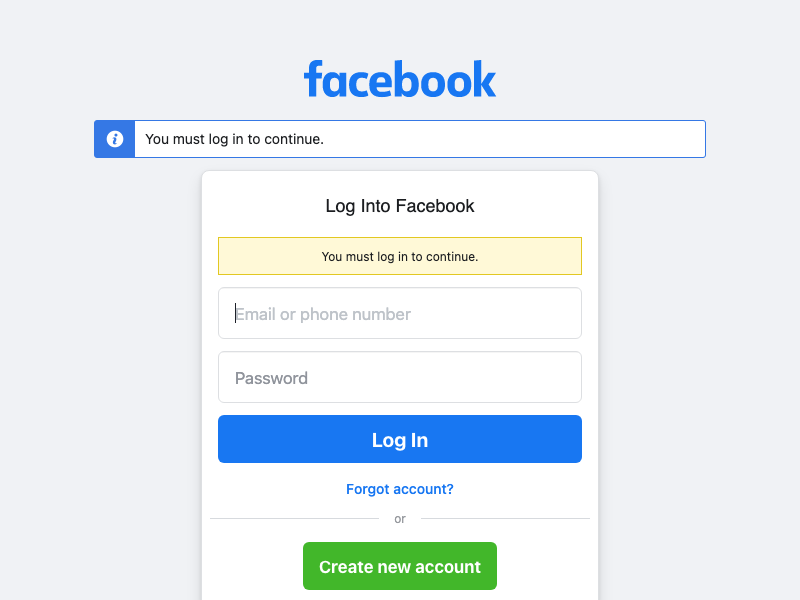 facebook
You must log in to continue.
Log Into Facebook
You must log in to continue.
Email or phone number
Password
Log In
Forgot account?
or
Create new account